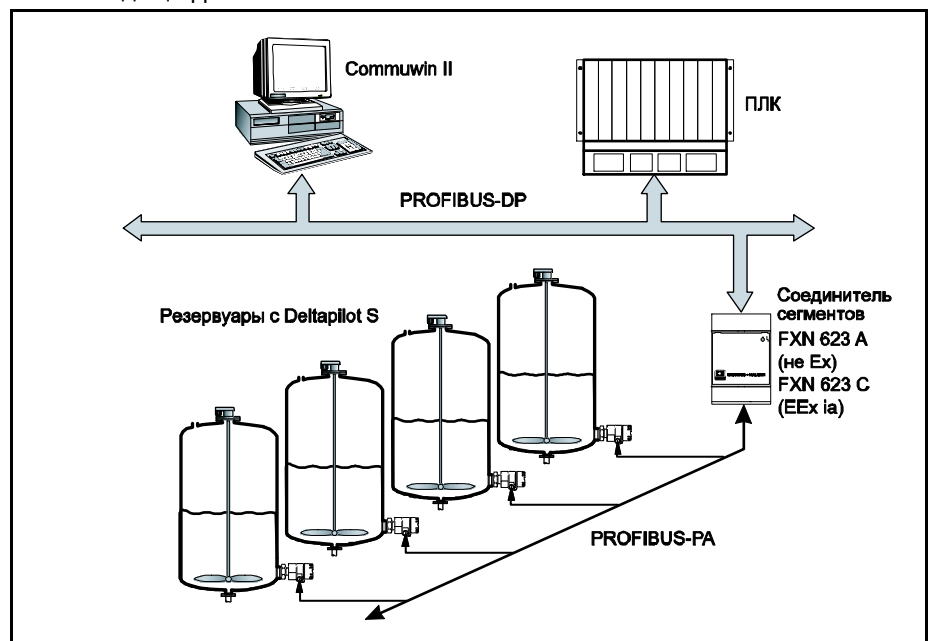 Commuwin II
ПЛК
PROFIBUS-DP
Резервуары с Deltapilot S
Соединитель
сегментов
FXN 623 A
(не Ex)
FXN 623 C
(EEx ia)
PROFIBUS-PA